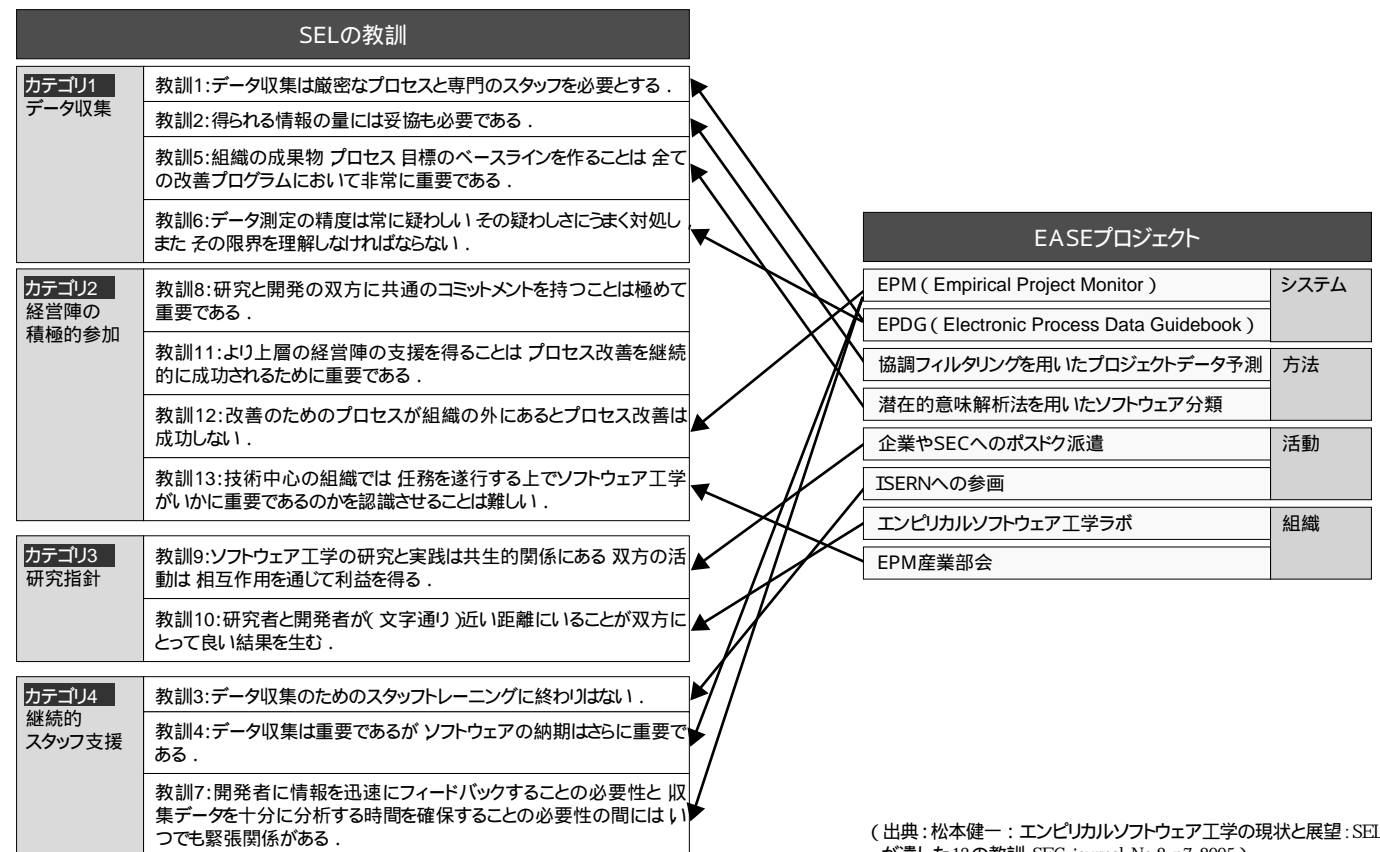 SELの教訓
カテゴリ1
データ収集
教訓1:データ収集は厳密なプロセスと専門のスタッフを必要とする．
教訓2:得られる情報の量には妥協も必要である．
教訓5:組織の成果物 プロセス 目標のベースラインを作ることは 全て
の改善プログラムにおいて非常に重要である．
教訓6:データ測定の精度は常に疑わしい その疑わしさにうまく対処し
また その限界を理解しなければならない．
カテゴリ2
経営陣の
積極的参加
教訓8:研究と開発の双方に共通のコミットメントを持つことは極めて
重要である．
教訓11:より上層の経営陣の支援を得ることは プロセス改善を継続
的に成功されるために重要である．
教訓12:改善のためのプロセスが組織の外にあるとプロセス改善は
成功しない．
教訓13:技術中心の組織では 任務を遂行する上でソフトウェア工学
がいかに重要であるのかを認識させることは難しい．
カテゴリ3
研究指針
教訓9:ソフトウェア工学の研究と実践は共生的関係にある 双方の活
動は 相互作用を通じて利益を得る．
教訓10:研究者と開発者が(文字通り)近い距離にいることが双方に
とって良い結果を生む．
カテゴリ4
継続的
スタッフ支援
教訓3:データ収集のためのスタッフトレーニングに終わりはない．
教訓4:データ収集は重要であるが ソフトウェアの納期はさらに重要で
ある．
教訓7:開発者に情報を迅速にフィードバックすることの必要性と 収
集データを十分に分析する時間を確保することの必要性の間には い
つでも緊張関係がある．
EASEプロジェクト
EPM(Empirical Project Monitor)
システム
EPDG(Electronic Process Data Guidebook)
協調フィルタリングを用いたプロジェクトデータ予測
方法
潜在的意味解析法を用いたソフトウェア分類
企業やSECへのポスドク派遣
活動
ISERNへの参画
エンピリカルソフトウェア工学ラボ
組織
EPM産業部会
(出典:松本健一:エンピリカルソフトウェア工学の現状と展望:SEL
が遺した13の教訓, SEC journal, No.3, p7, 2005)